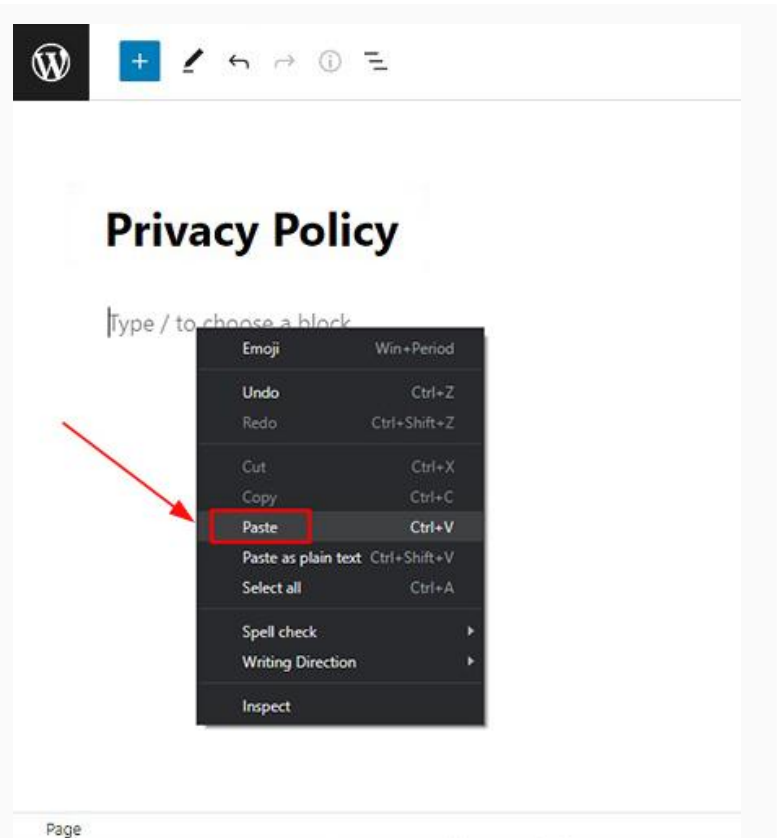 Privacy Policy
Type / to choose a block
Emoji Win+Period
Undo Ctrl+Z
Redo Ctrl+Shift+Z
Cut Ctrl+X
Copy Ctrl+C
Paste Ctrl+V
Paste as plain text Ctrl+Shift+V
Select all Ctrl+A
Spell check
Writing Direction
Inspect
Page